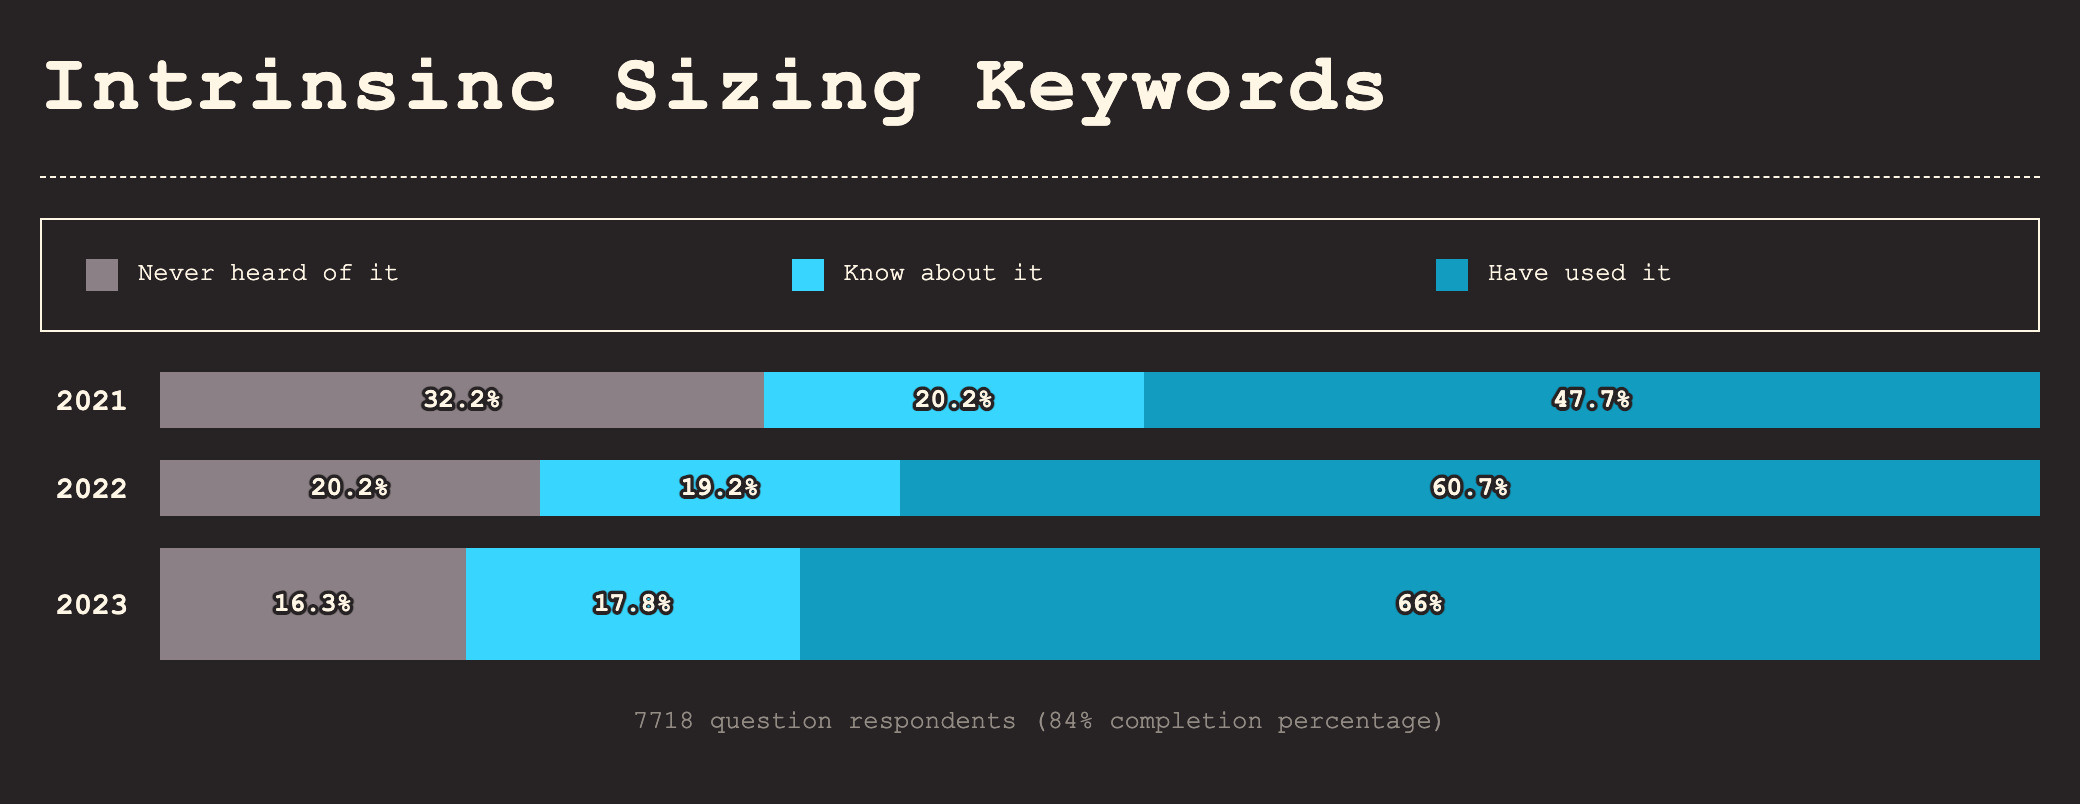 Intrinsinc Sizing Keywords
Never heard of it Know about it Have used it
2021 32.2% 20.2% 47.7%
2022 20.2% 19.2% 60.7%
2023 16.3% 17.8% 66%
7718 question respondents (84% completion percentage)